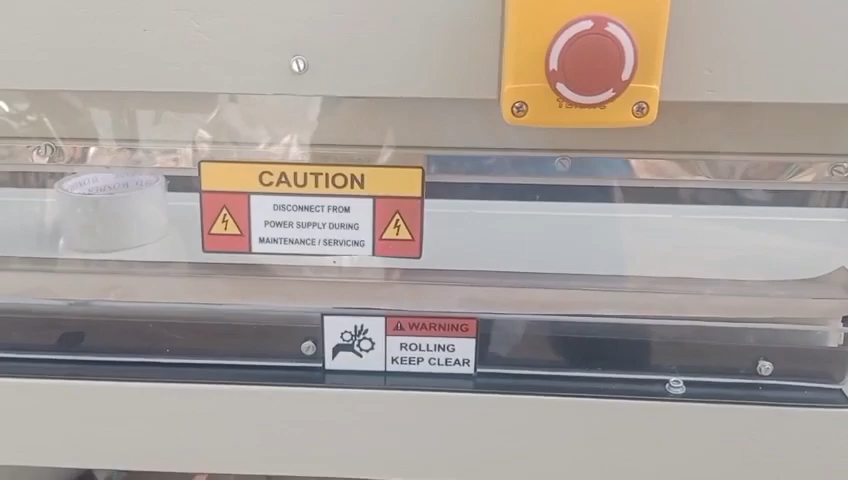 CAUTION
DISCONNECT FROM
POWER SUPPLY DURING
MAINTENANCE / SERVICING
WARNING
ROLLING
KEEP CLEAR